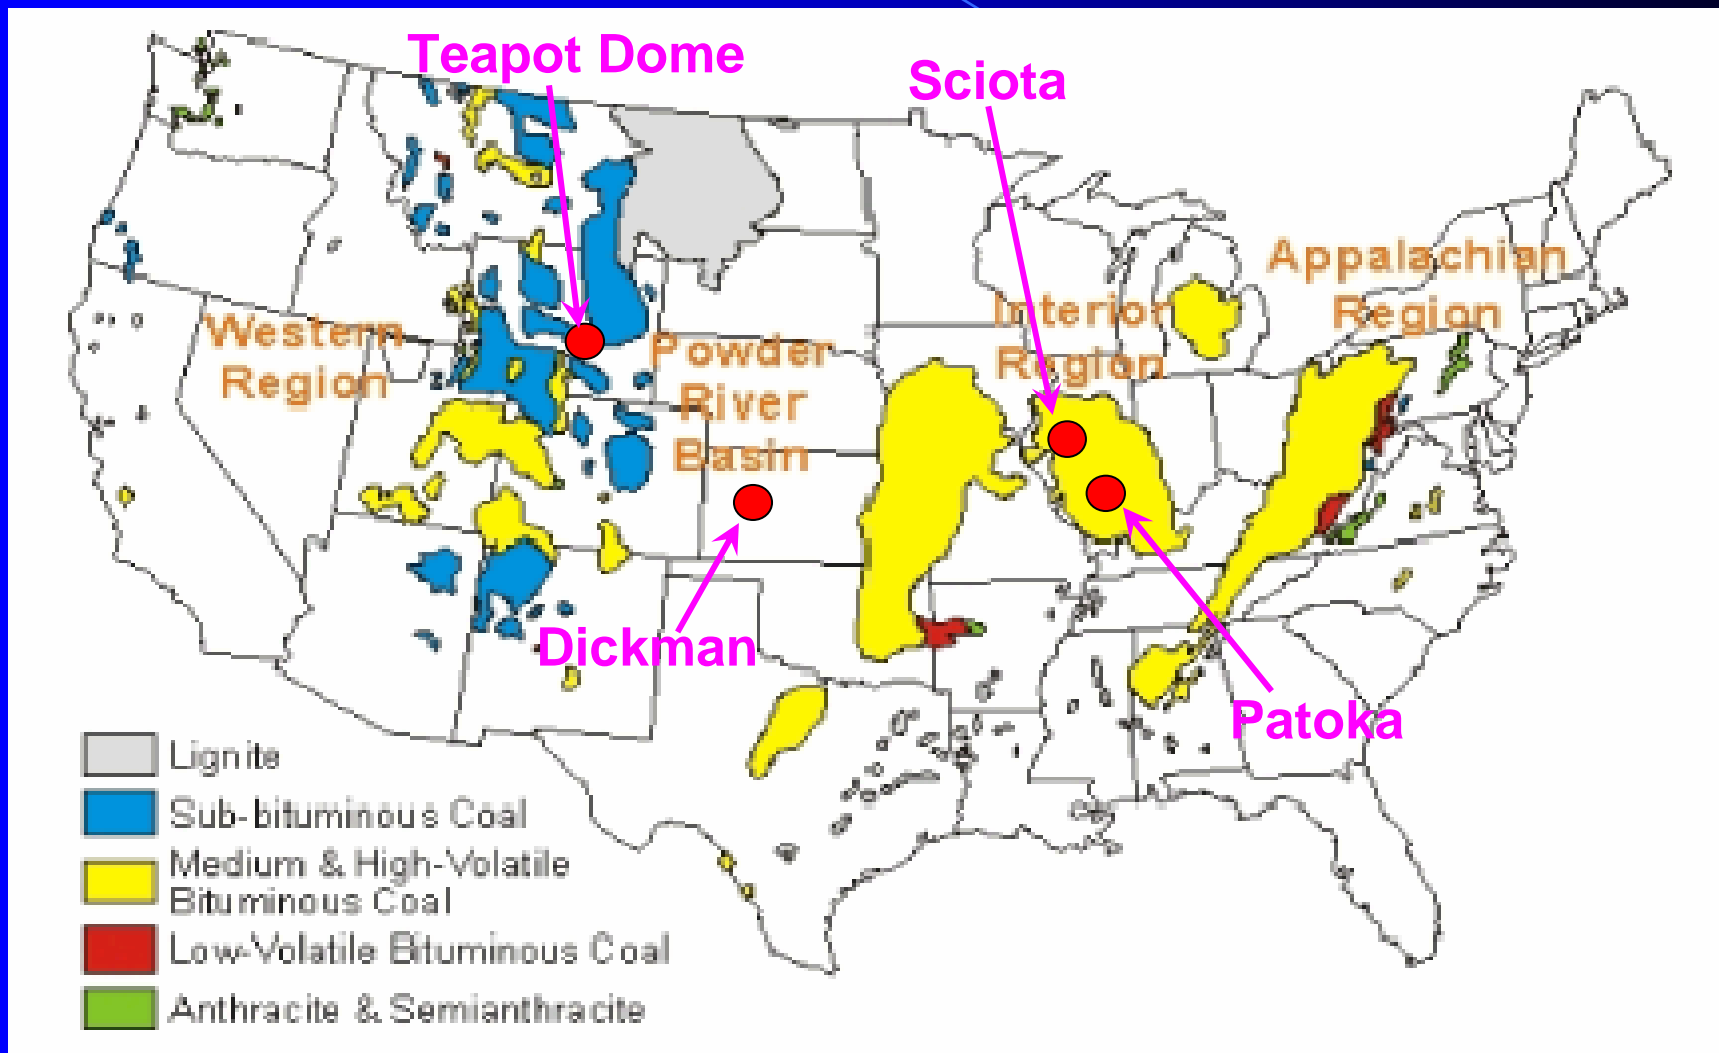 Teapot Dome
Sciota
Appalachian
Region
Interior
Region
Western
Region
Powder
River
Basin
Dickman
Patoka
Lignite
Sub-bituminous Coal
Medium & High-Volatile
Bituminous Coal
Low-Volatile Bituminous Coal
Anthracite & Semianthracite